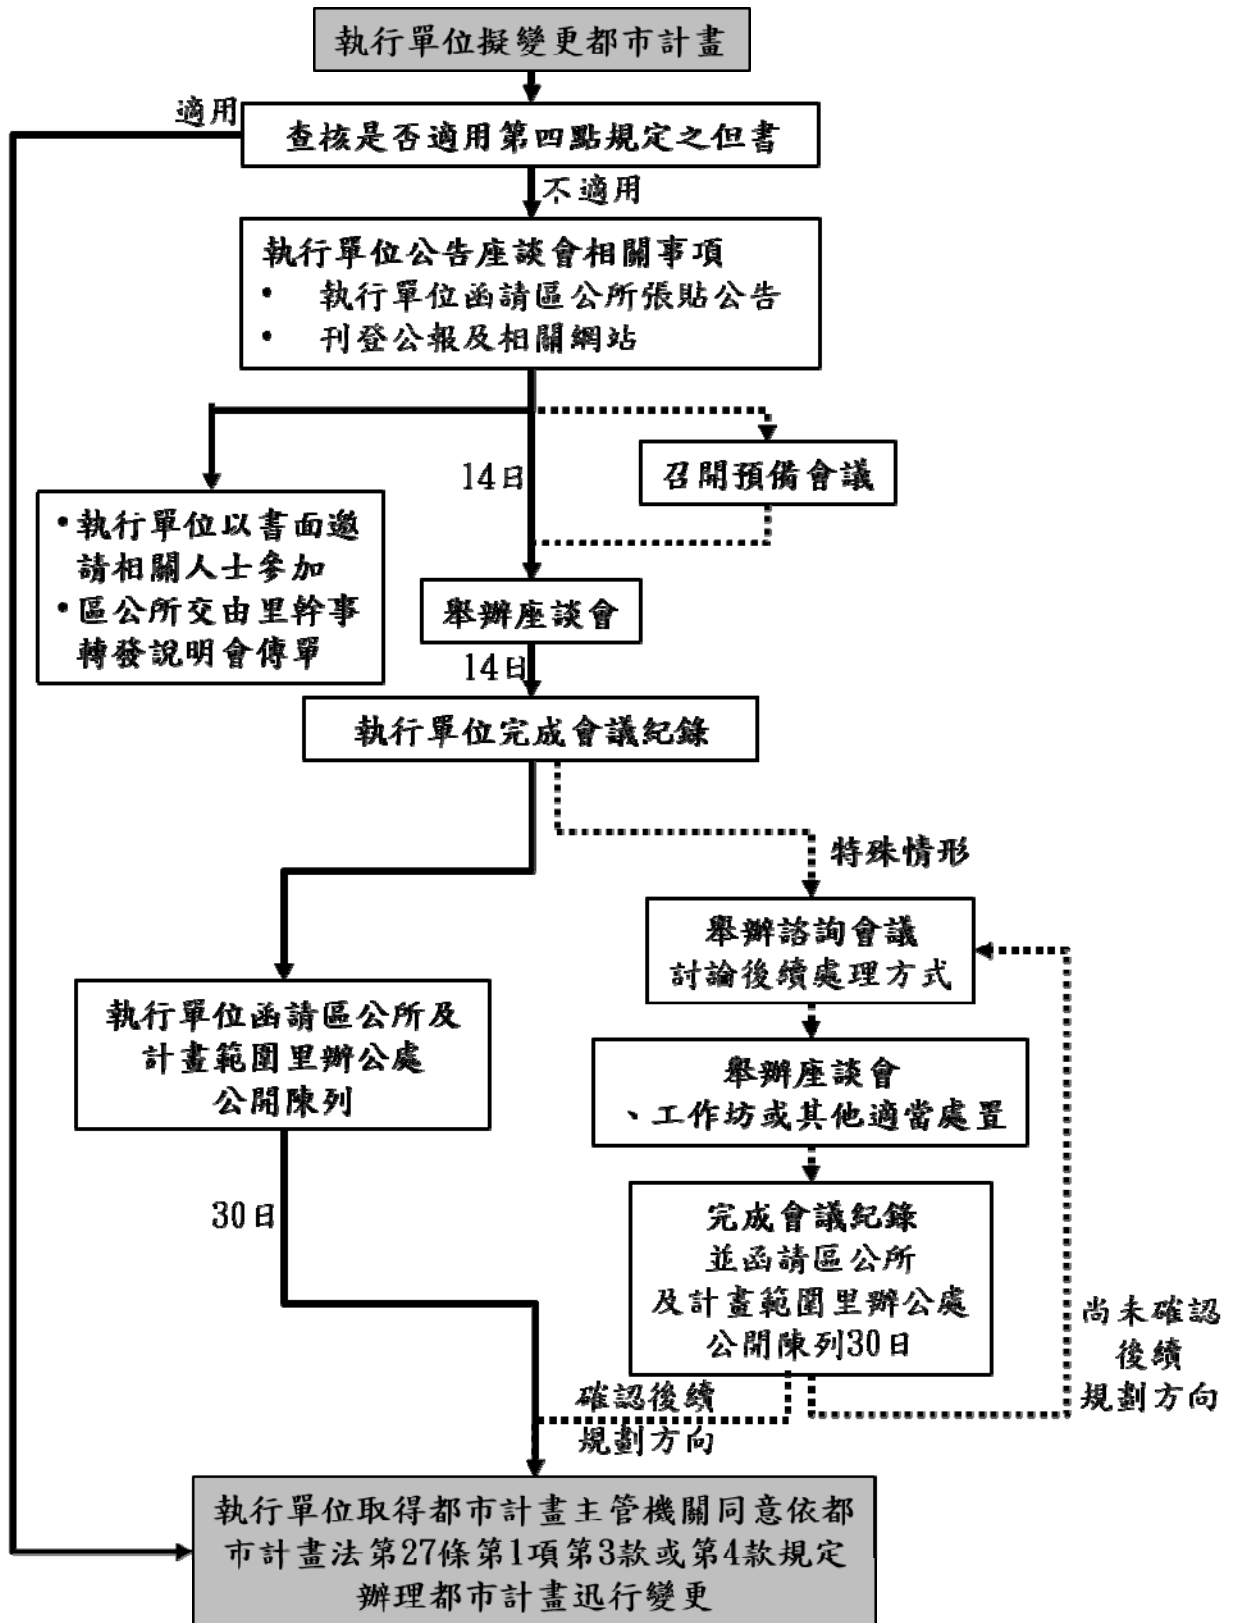 執行單位擬變更都市計畫
適用
查核是否適用第四點規定之但書
不適用
執行單位公告座談會相關事項
• 執行單位函請區公所張貼公告
• 刊登公報及相關網站
14日
召開預備會議
•執行單位以書面邀
請相關人士參加
•區公所交由里幹事
轉發說明會傳單
舉辦座談會
14日
執行單位完成會議紀錄
特殊情形
舉辦諮詢會議
討論後續處理方式
執行單位函請區公所及
計畫範圍里辦公處
公開陳列
舉辦座談會
、工作坊或其他適當處置
30日
完成會議紀錄
並函請區公所
及計畫範圍里辦公處
公開陳列30日
尚未確認
後續
規劃方向
確認後續
規劃方向
執行單位取得都市計畫主管機關同意依都
市計畫法第27條第1項第3款或第4款規定
辦理都市計畫迅行變更